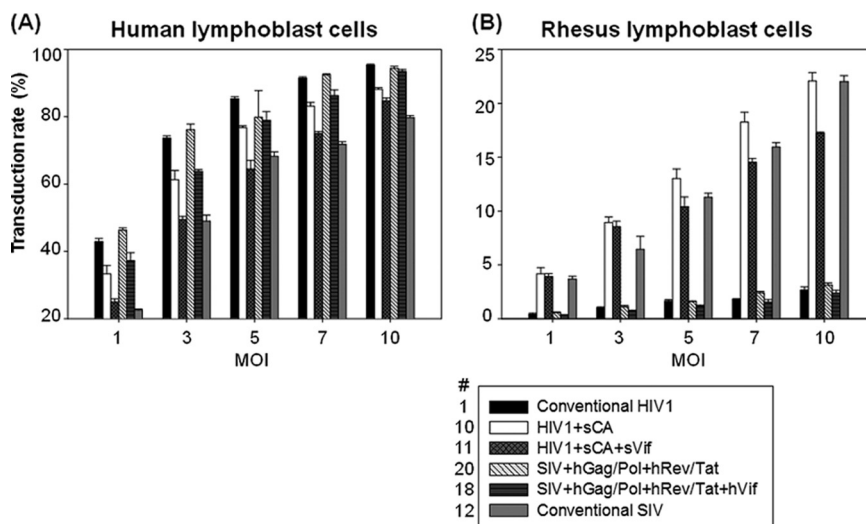 (A)
Human lymphoblast cells
Transduction rate (%)
100
80
60
40
20
1 3 5 7 10
MOI
(B)
Rhesus lymphoblast cells
25
20
15
10
5
0
1 3 5 7 10
MOI
#
1 Conventional HIV1
10 HIV1+sCA
11 HIV1+sCA+sVif
20 SIV+hGag/Pol+hRev/Tat
18 SIV+hGag/Pol+hRev/Tat+hVif
12 Conventional SIV